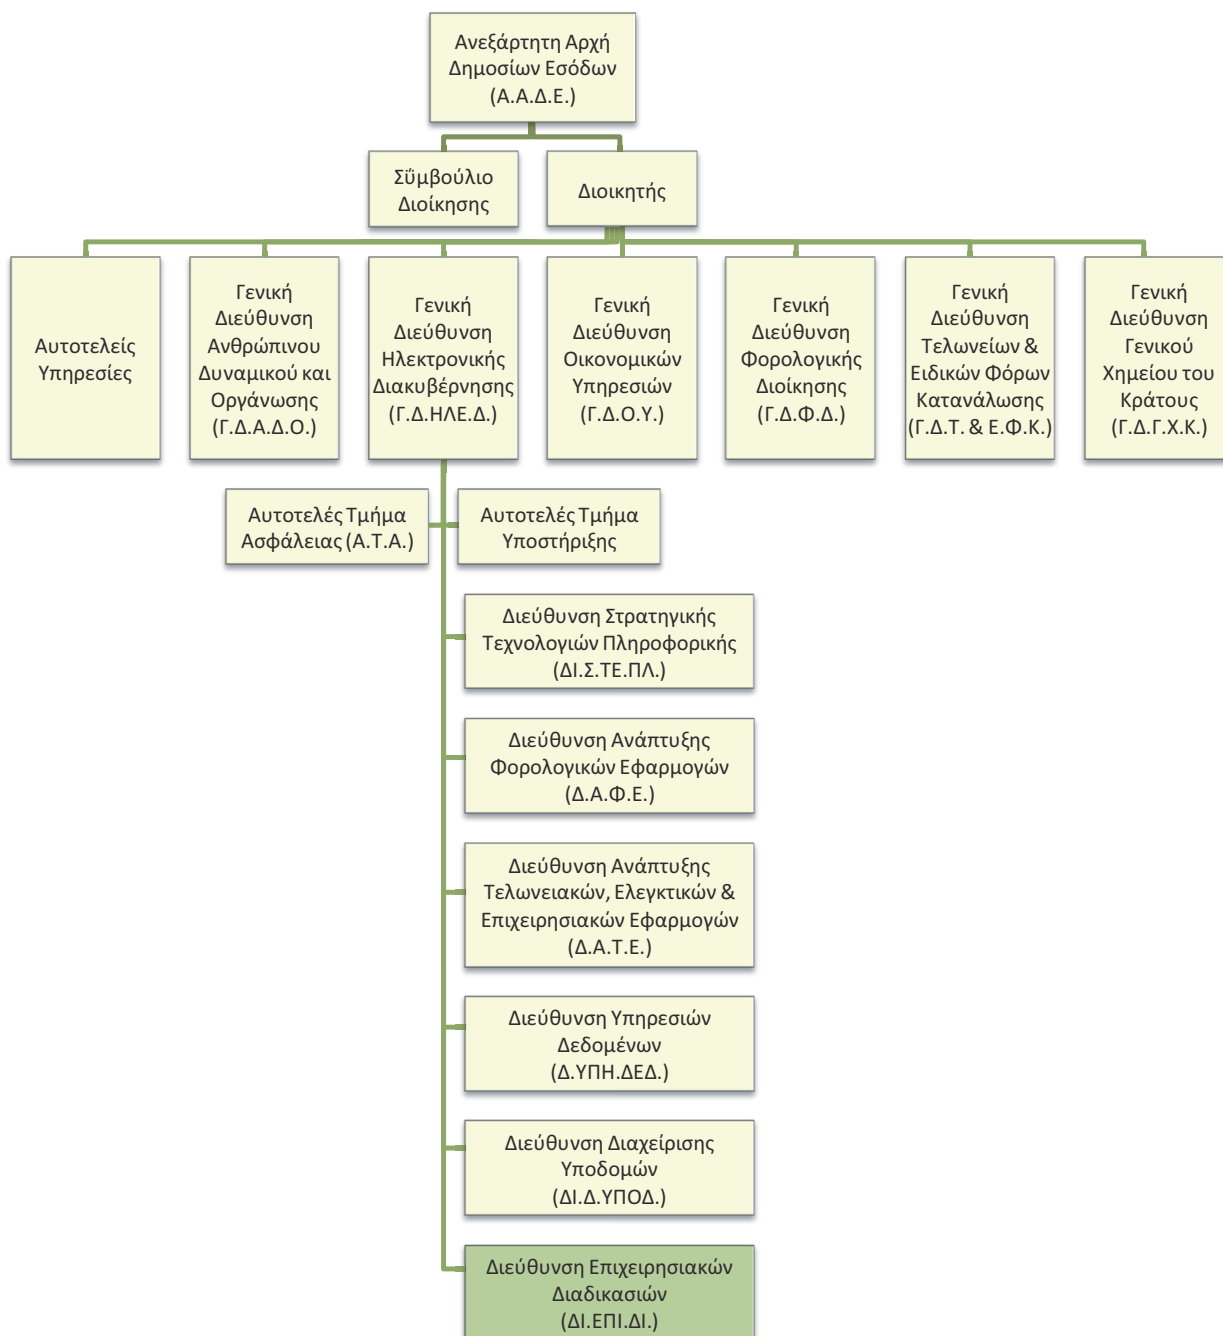 Ανεξάρτητη Αρχή
Δημοσίων Εσόδων
(Α.Α.Δ.Ε.)
Σΰμβούλιο
Διοίκησης
Διοικητής
Αυτοτελείς
Υπηρεσίες
Γενική
Διεύθυνση
Ανθρώπινου
Δυναμικού και
Οργάνωσης
(Γ.Δ.Α.Δ.Ο.)
Γενική
Διεύθυνση
Ηλεκτρονικής
Διακυβέρνησης
(Γ.Δ.ΗΛΕ.Δ.)
Γενική
Διεύθυνση
Οικονομικών
Υπηρεσιών
(Γ.Δ.Ο.Υ.)
Γενική
Διεύθυνση
Φορολογικής
Διοίκησης
(Γ.Δ.Φ.Δ.)
Γενική
Διεύθυνση
Τελωνείων &
Ειδικών Φόρων
Κατανάλωσης
(Γ.Δ.Τ. & Ε.Φ.Κ.)
Γενική
Διεύθυνση
Γενικού
Χημείου του
Κράτους
(Γ.Δ.Γ.Χ.Κ.)
Αυτοτελές Τμήμα
Ασφάλειας (Α.Τ.Α.)
Αυτοτελές Τμήμα
Υποστήριξης
Διεύθυνση Στρατηγικής
Τεχνολογιών Πληροφορικής
(ΔΙ.Σ.ΤΕ.ΠΛ.)
Διεύθυνση Ανάπτυξης
Φορολογικών Εφαρμογών
(Δ.Α.Φ.Ε.)
Διεύθυνση Ανάπτυξης
Τελωνειακών, Ελεγκτικών &
Επιχειρησιακών Εφαρμογών
(Δ.Α.Τ.Ε.)
Διεύθυνση Υπηρεσιών
Δεδομένων
(Δ.ΥΠΗ.ΔΕΔ.)
Διεύθυνση Διαχείρισης
Υποδομών
(ΔΙ.Δ.ΥΠΟΔ.)
Διεύθυνση Επιχειρησιακών
Διαδικασιών
(ΔΙ.ΕΠΙ.ΔΙ.)